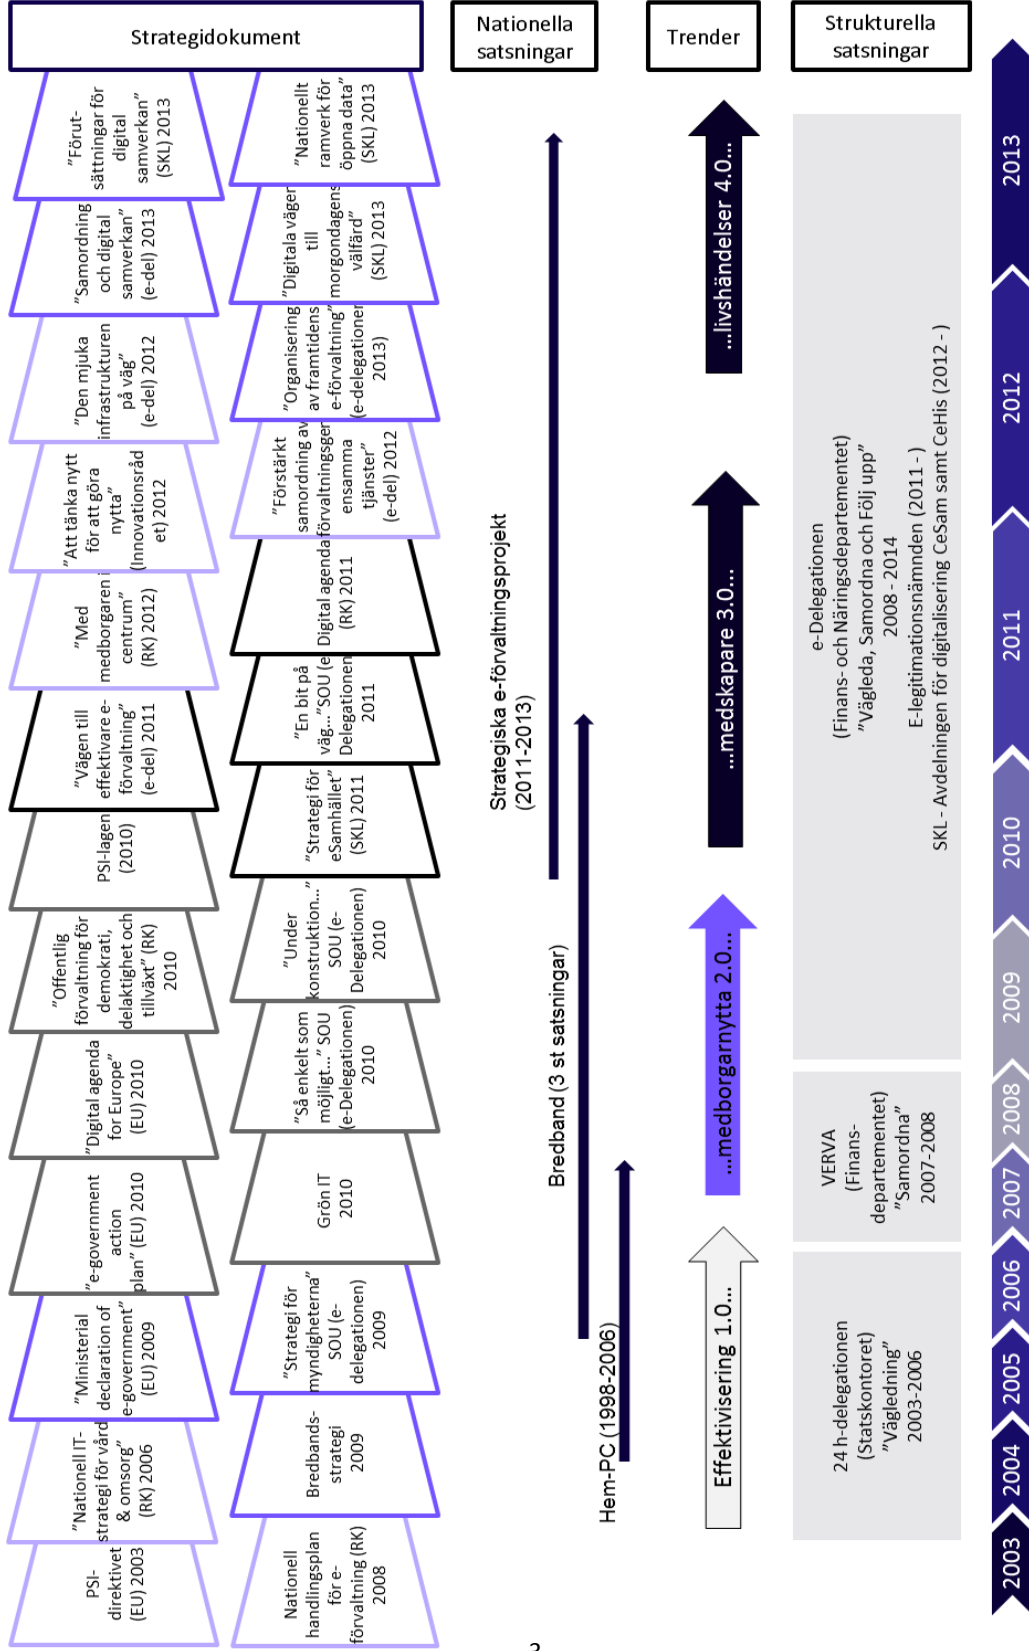 Strategidokument
Nationella
satsningar
Trender
Strukturella
satsningar
”Förut-
sättningar för
digital
samverkan”
(SKL) 2013
”Samordning
och digital
samverkan”
(e-del) 2013
”Den mjuka
infrastrukturen
på väg”
(e-del) 2012
”Att tänka nytt
för att göra
nytta”
(Innovationsråd
et) 2012
”Med
medborgaren i
centrum”
(RK) 2012)
”Vägen till
effektivare e-
förvaltning”
(e-del) 2011
PSI-lagen
(2010)
”Offentlig
förvaltning för
demokrati,
delaktighet och
tillväxt” (RK)
2010
”Digital agenda
for Europe”
(EU) 2010
”e-government
action
plan” (EU) 2010
”Ministerial
declaration of
e-government”
(EU) 2009
”Nationell IT-
strategi för vård
& omsorg”
(RK) 2006
PSI-
direktivet
(EU) 2003
”Nationellt
ramverk för
öppna data”
(SKL) 2013
”Digitala väger
till
morgondagens
välfärd”
(SKL) 2013
”Organisering
av framtidens
e-förvaltning”
(e-delegationen
2013)
”Förstärkt
samordning av
förvaltningsgem
ensamma
tjänster”
(e-del) 2012
Digital agenda
(RK) 2011
”En bit på
väg...”SOU (e
Delegationen
2011
”Strategi för
eSamhället”
(SKL) 2011
”Under
konstruktion...”
SOU (e-
Delegationen)
2010
”Så enkelt som
möjligt...” SOU
(e-Delegationen)
2010
Grön IT
2010
”Strategi för
myndigheterna”
SOU (e-
delegationen)
2009
Bredbands-
strategi
2009
Nationell
handlingsplan
för e-
förvaltning (RK)
2008
Strategiska e-förvaltningsprojekt
(2011-2013)
Bredband (3 st satsningar)
Hem-PC (1998-2006)
...livshändelser 4.0...
...medskapare 3.0...
...medborgarnytta 2.0...
Effektivisering 1.0...
e-Delegationen
(Finans- och Näringsdepartementet)
”Vägleda, Samordna och Följ upp”
2008 - 2014
E-legitimationsnämnden (2011 - )
SKL - Avdelningen för digitalisering CeSam samt CeHis (2012 - )
VERVA
(Finans-
departementet)
”Samordna”
2007-2008
24 h-delegationen
(Statskontoret)
”Vägledning”
2003-2006
2013
2012
2011
2010
2009
2008
2007
2006
2005
2004
2003